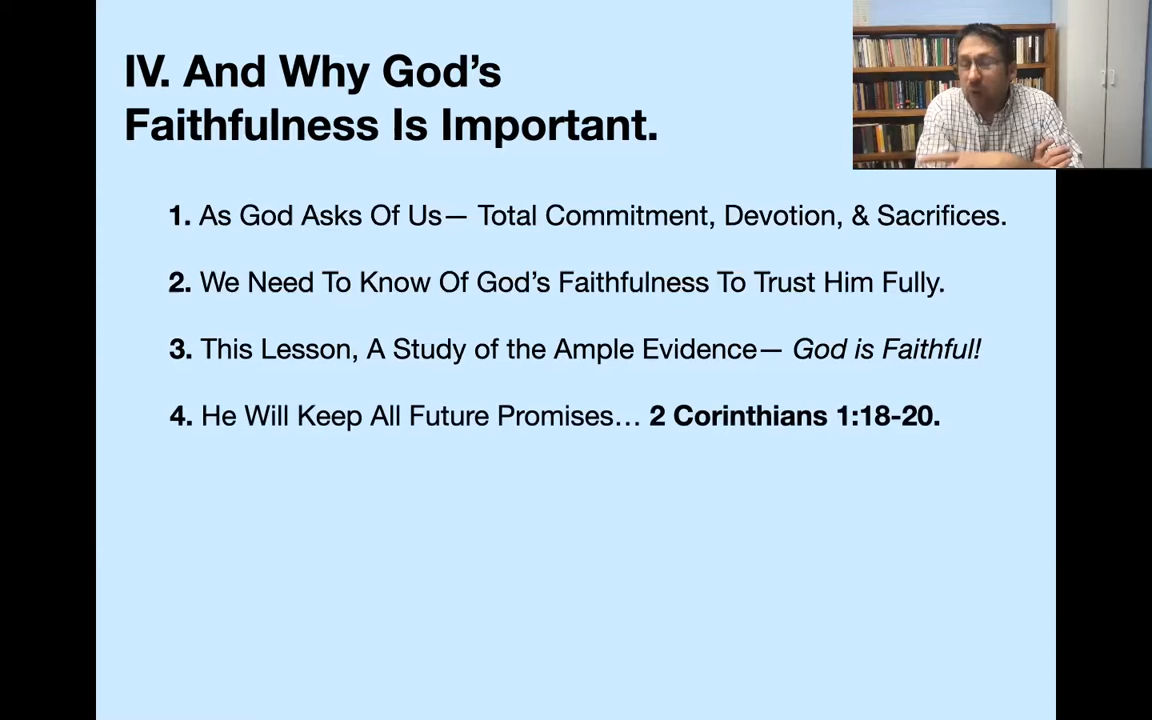 IV. And Why God’s
Faithfulness Is Important.
1. As God Asks Of Us— Total Commitment, Devotion, & Sacrifices.
2. We Need To Know Of God’s Faithfulness To Trust Him Fully.
3. This Lesson, A Study of the Ample Evidence— God is Faithful!
4. He Will Keep All Future Promises… 2 Corinthians 1:18-20.